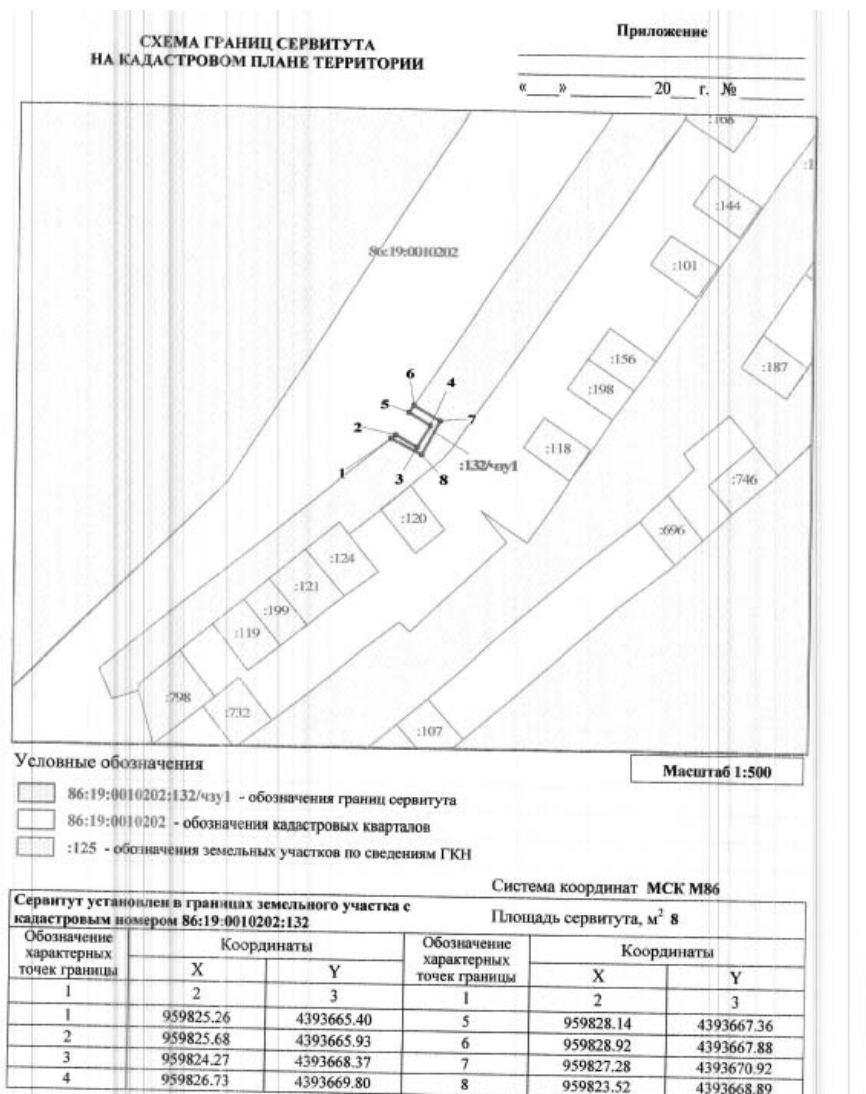 Приложение
СХЕМА ГРАНИЦ СЕРВИТУТА
НА КАДАСТРОВОМ ПЛАНЕ ТЕРРИТОРИИ
«___» ________ 20__ г. № ______
:168
:144
86:19:0010202
:101
:156
:187
:198
6
4
5
7
2
:118
1
3
8
:132/чзу1
:746
:120
:696
:124
:121
:199
:119
:798
:732
:107
Условные обозначения
Масштаб 1:500
86:19:0010202:132/чзу1 - обозначения границ сервитута
86:19:0010202 - обозначения кадастровых кварталов
:125 - обозначения земельных участков по сведениям ГКН
Система координат МСК М86
Сервитут установлен в границах земельного участка с
кадастровым номером 86:19:0010202:132
Площадь сервитута, м² 8
Обозначение характерных точек границы Координаты Обозначение характерных точек границы Координаты
X Y X Y
1 2 3 1 2 3
1 959825.26 4393665.40 5 959828.14 4393667.36
2 959825.68 4393665.93 6 959828.92 4393667.88
3 959824.27 4393668.37 7 959827.28 4393670.92
4 959826.73 4393669.80 8 959823.52 4393668.89